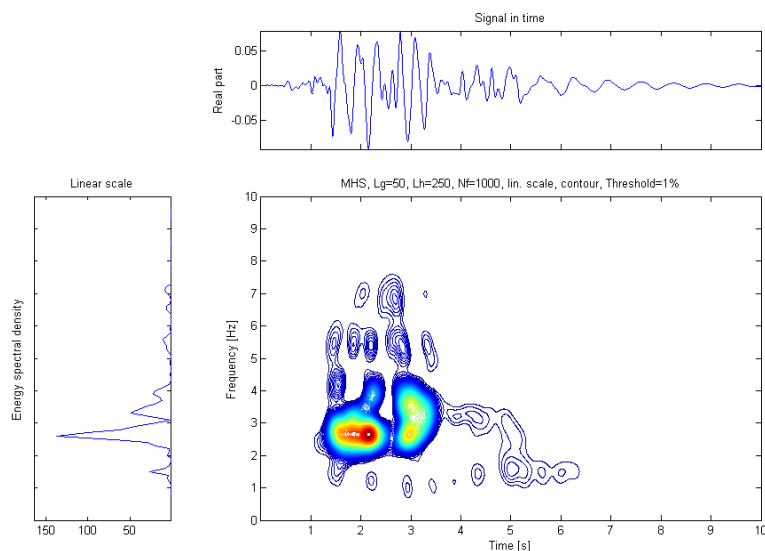 Signal in time
Real part
0.05
0
-0.05
Linear scale
Energy spectral density
150 100 50
MHS, Lg=50, Lh=250, Nf=1000, lin. scale, contour, Threshold=1%
Frequency [Hz]
10
9
8
7
6
5
4
3
2
1
0
1 2 3 4 5 6 7 8 9 10
Time [s]